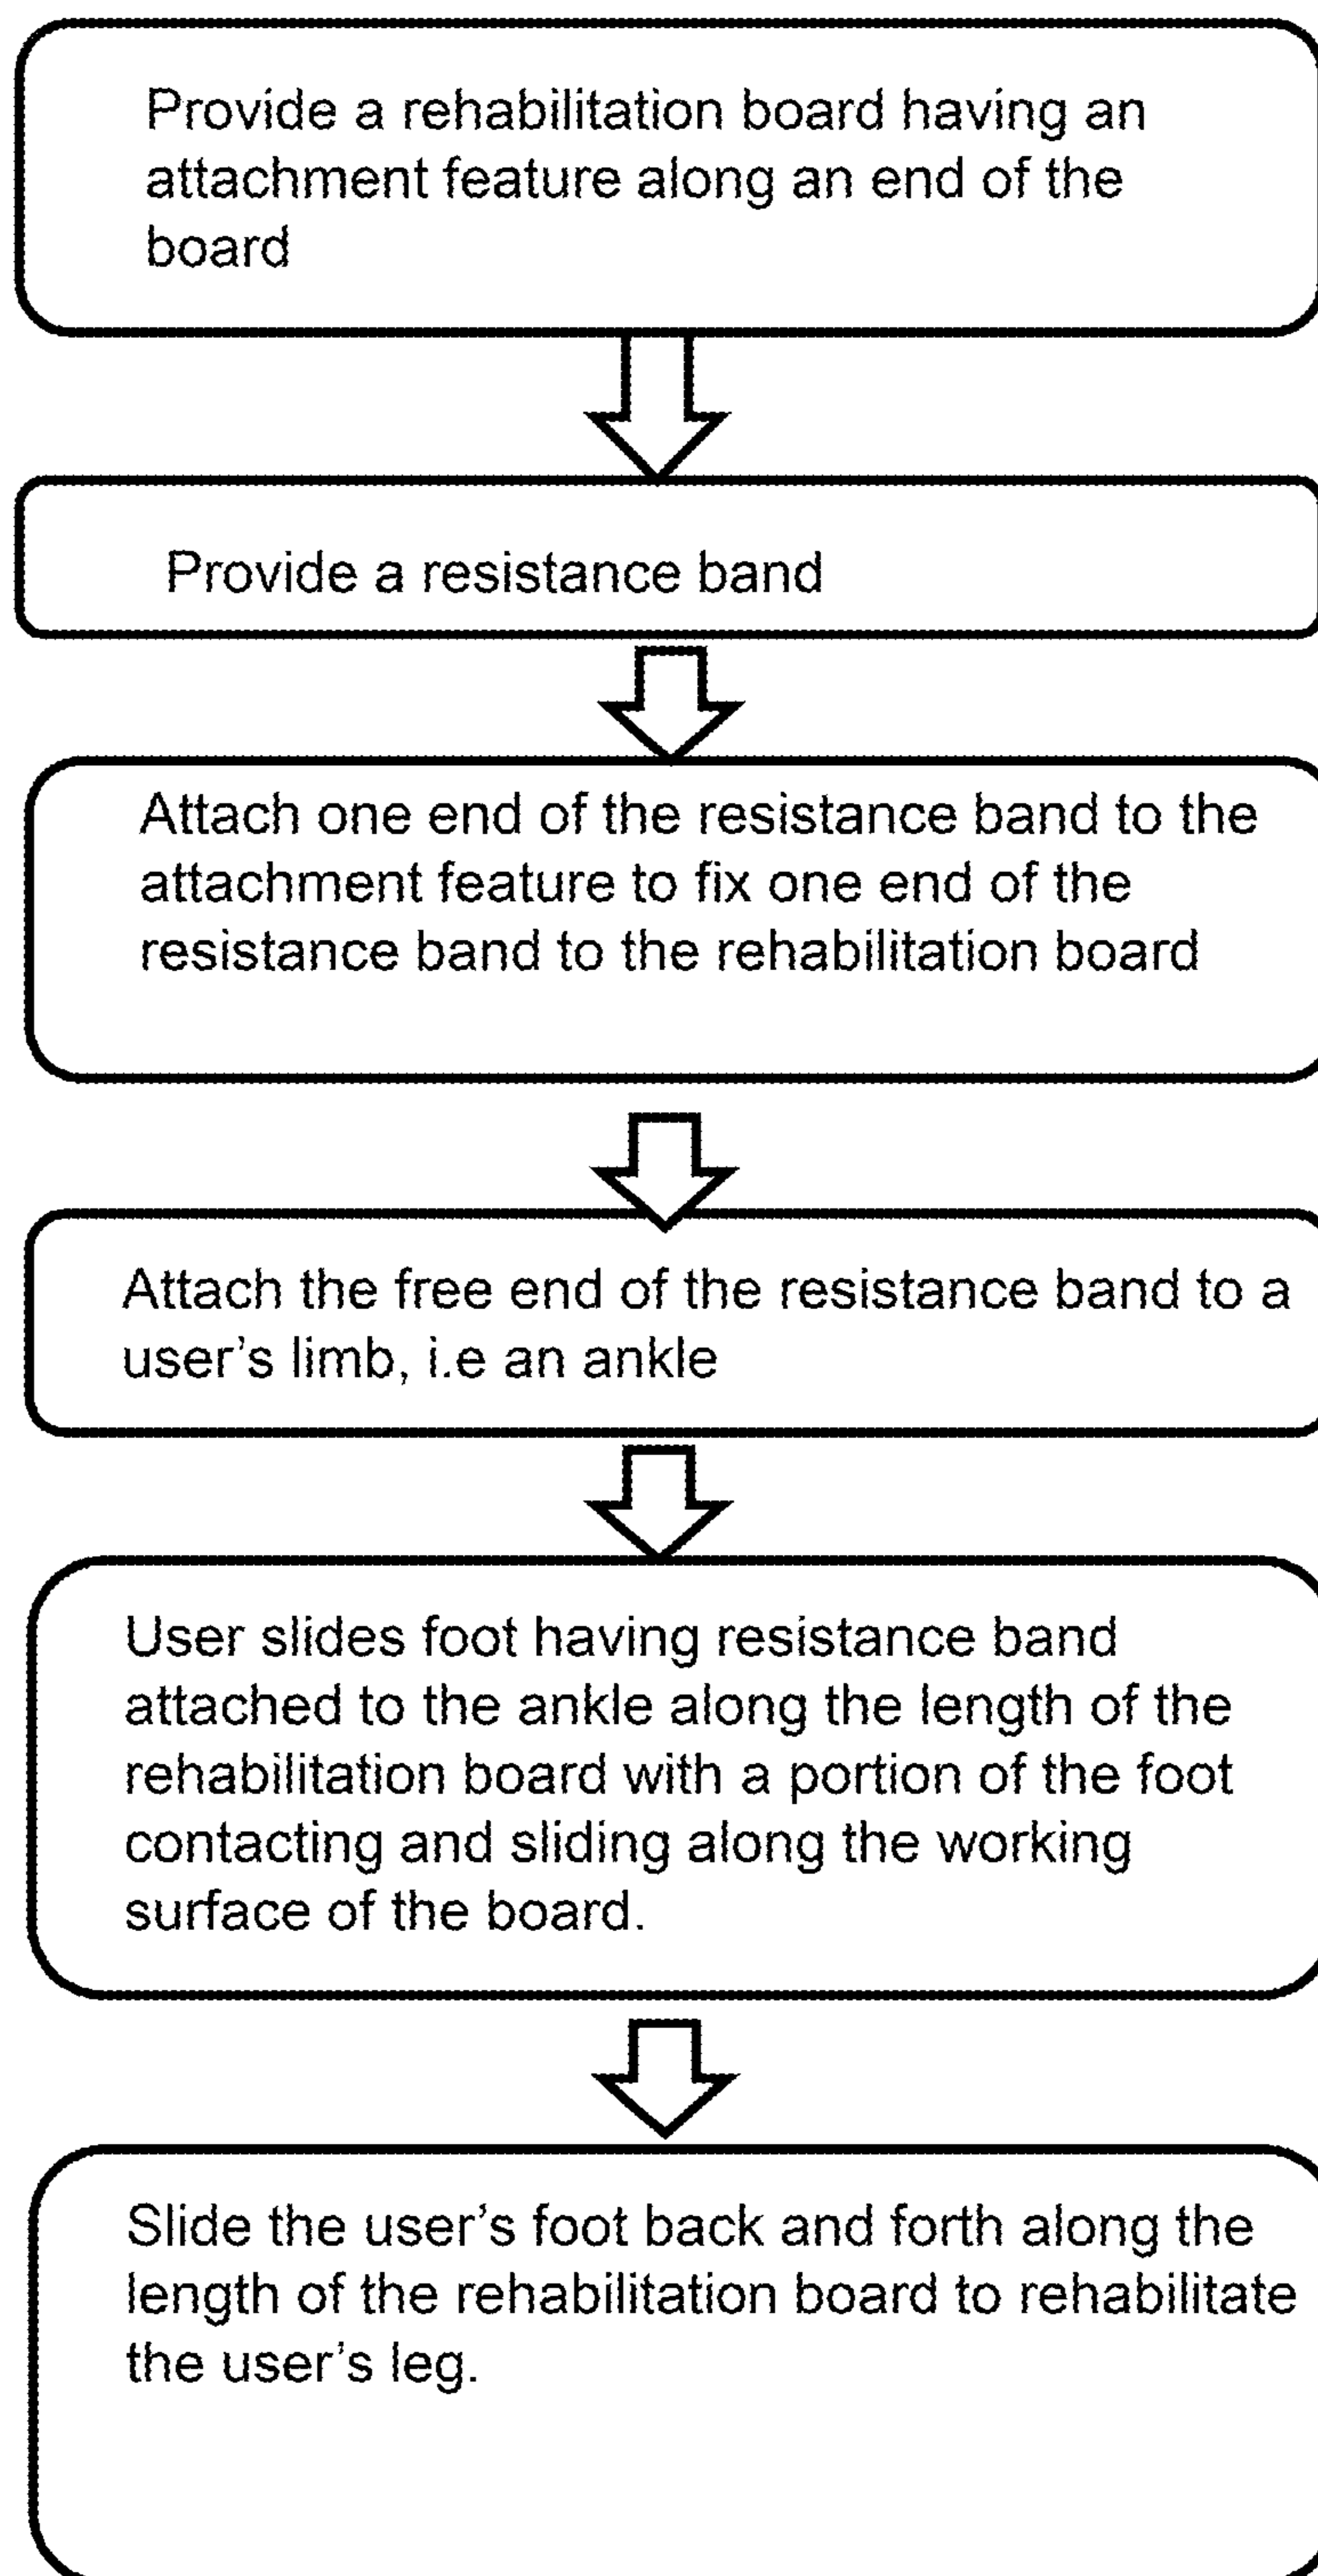 Provide a rehabilitation board having an
attachment feature along an end of the
board
Provide a resistance band
Attach one end of the resistance band to the
attachment feature to fix one end of the
resistance band to the rehabilitation board
Attach the free end of the resistance band to a
user’s limb, i.e an ankle
User slides foot having resistance band
attached to the ankle along the length of the
rehabilitation board with a portion of the foot
contacting and sliding along the working
surface of the board.
Slide the user’s foot back and forth along the
length of the rehabilitation board to rehabilitate
the user’s leg.